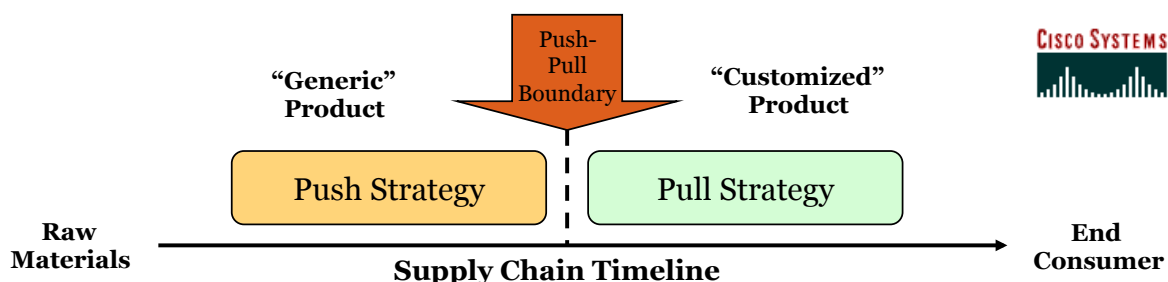 Push-
Pull
Boundary
CISCO SYSTEMS
“Generic”
Product
“Customized”
Product
Push Strategy
Pull Strategy
Raw
Materials
End
Consumer
Supply Chain Timeline